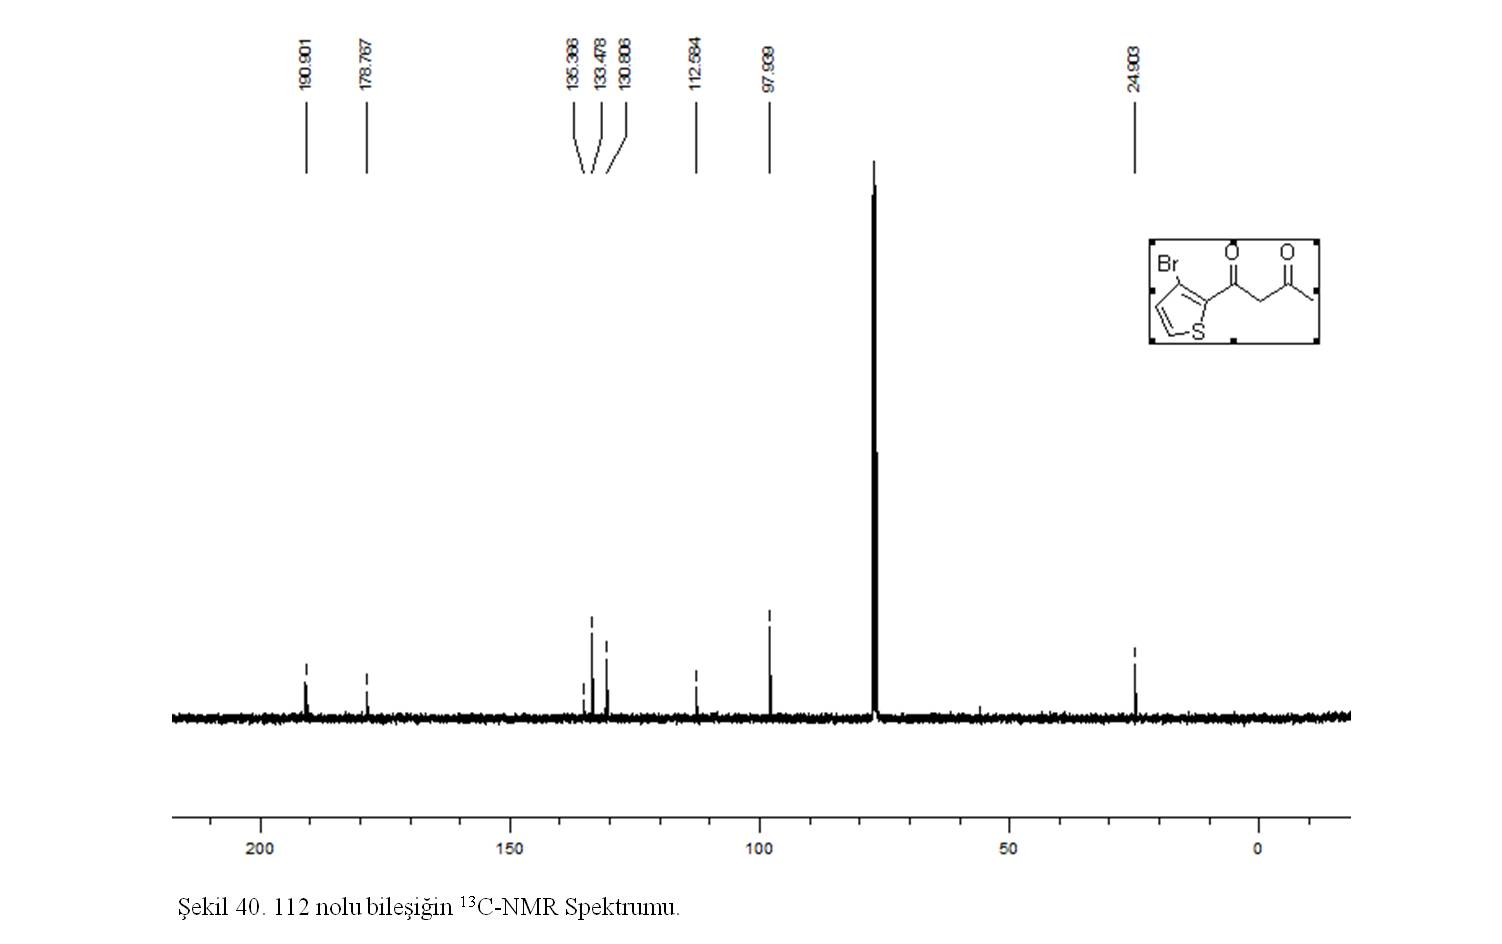 190.901 178.767 135.366 133.478 130.806 112.584 97.939 24.903
Br O O
S
200 150 100 50 0
Şekil 40. 112 nolu bileşiğin ¹³C-NMR Spektrumu.